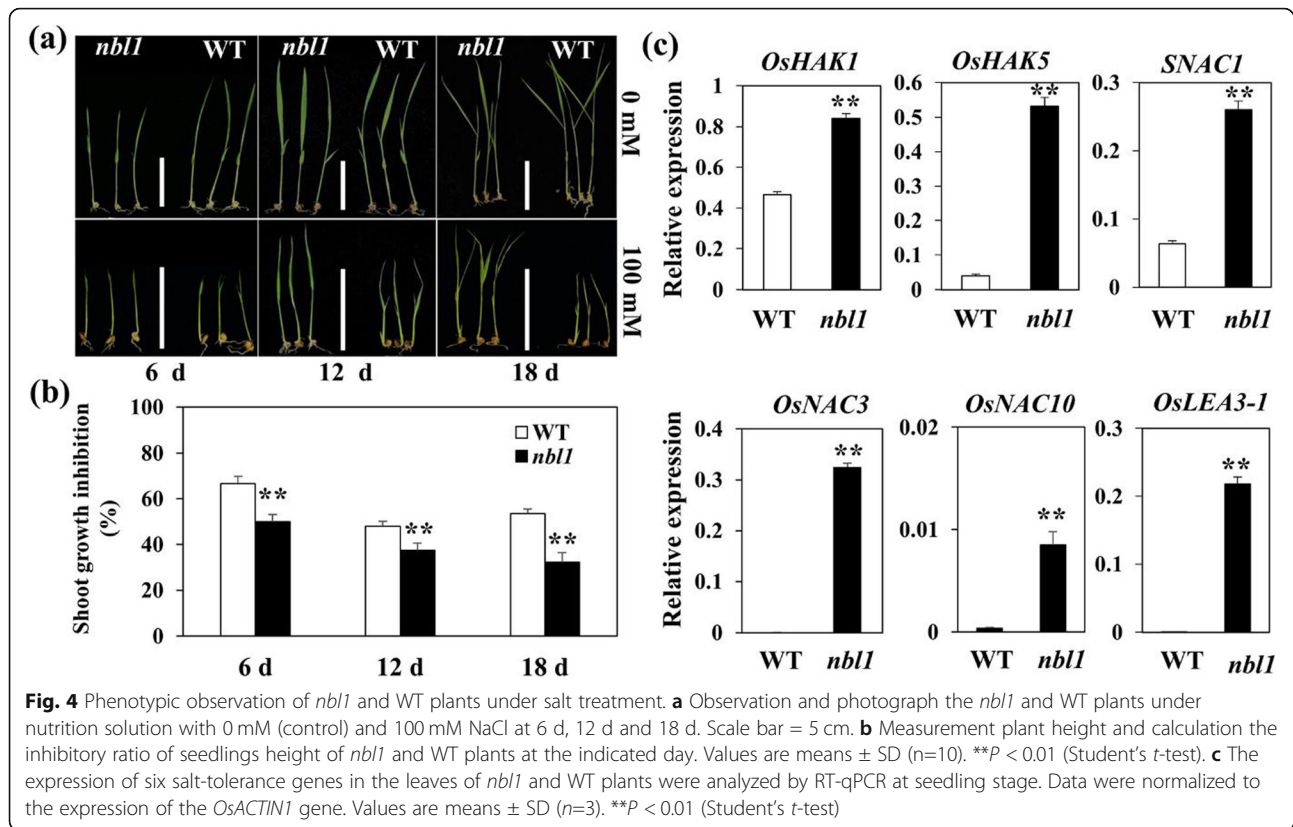 (a)
nbl1 WT nbl1 WT nbl1 WT
0 mM
100 mM
6 d 12 d 18 d
(b)
100
80
60
40
20
0
Shoot growth inhibition
(%)
WT
nbl1
**
**
**
6 d 12 d 18 d
(c)
OsHAK1
Relative expression
1
0.8
0.6
0.4
0.2
0
**
WT nbl1
OsHAK5
0.6
0.5
0.4
0.3
0.2
0.1
0
**
WT nbl1
SNAC1
0.3
0.2
0.1
0
**
WT nbl1
OsNAC3
Relative expression
0.4
0.3
0.2
0.1
0
**
WT nbl1
OsNAC10
0.02
0.01
0
**
WT nbl1
OsLEA3-1
0.3
0.2
0.1
0
**
WT nbl1
Fig. 4 Phenotypic observation of nbl1 and WT plants under salt treatment. a Observation and photograph the nbl1 and WT plants under
nutrition solution with 0 mM (control) and 100 mM NaCl at 6 d, 12 d and 18 d. Scale bar = 5 cm. b Measurement plant height and calculation the
inhibitory ratio of seedlings height of nbl1 and WT plants at the indicated day. Values are means ± SD (n=10). **P < 0.01 (Student's t-test). c The
expression of six salt-tolerance genes in the leaves of nbl1 and WT plants were analyzed by RT-qPCR at seedling stage. Data were normalized to
the expression of the OsACTIN1 gene. Values are means ± SD (n=3). **P < 0.01 (Student's t-test)